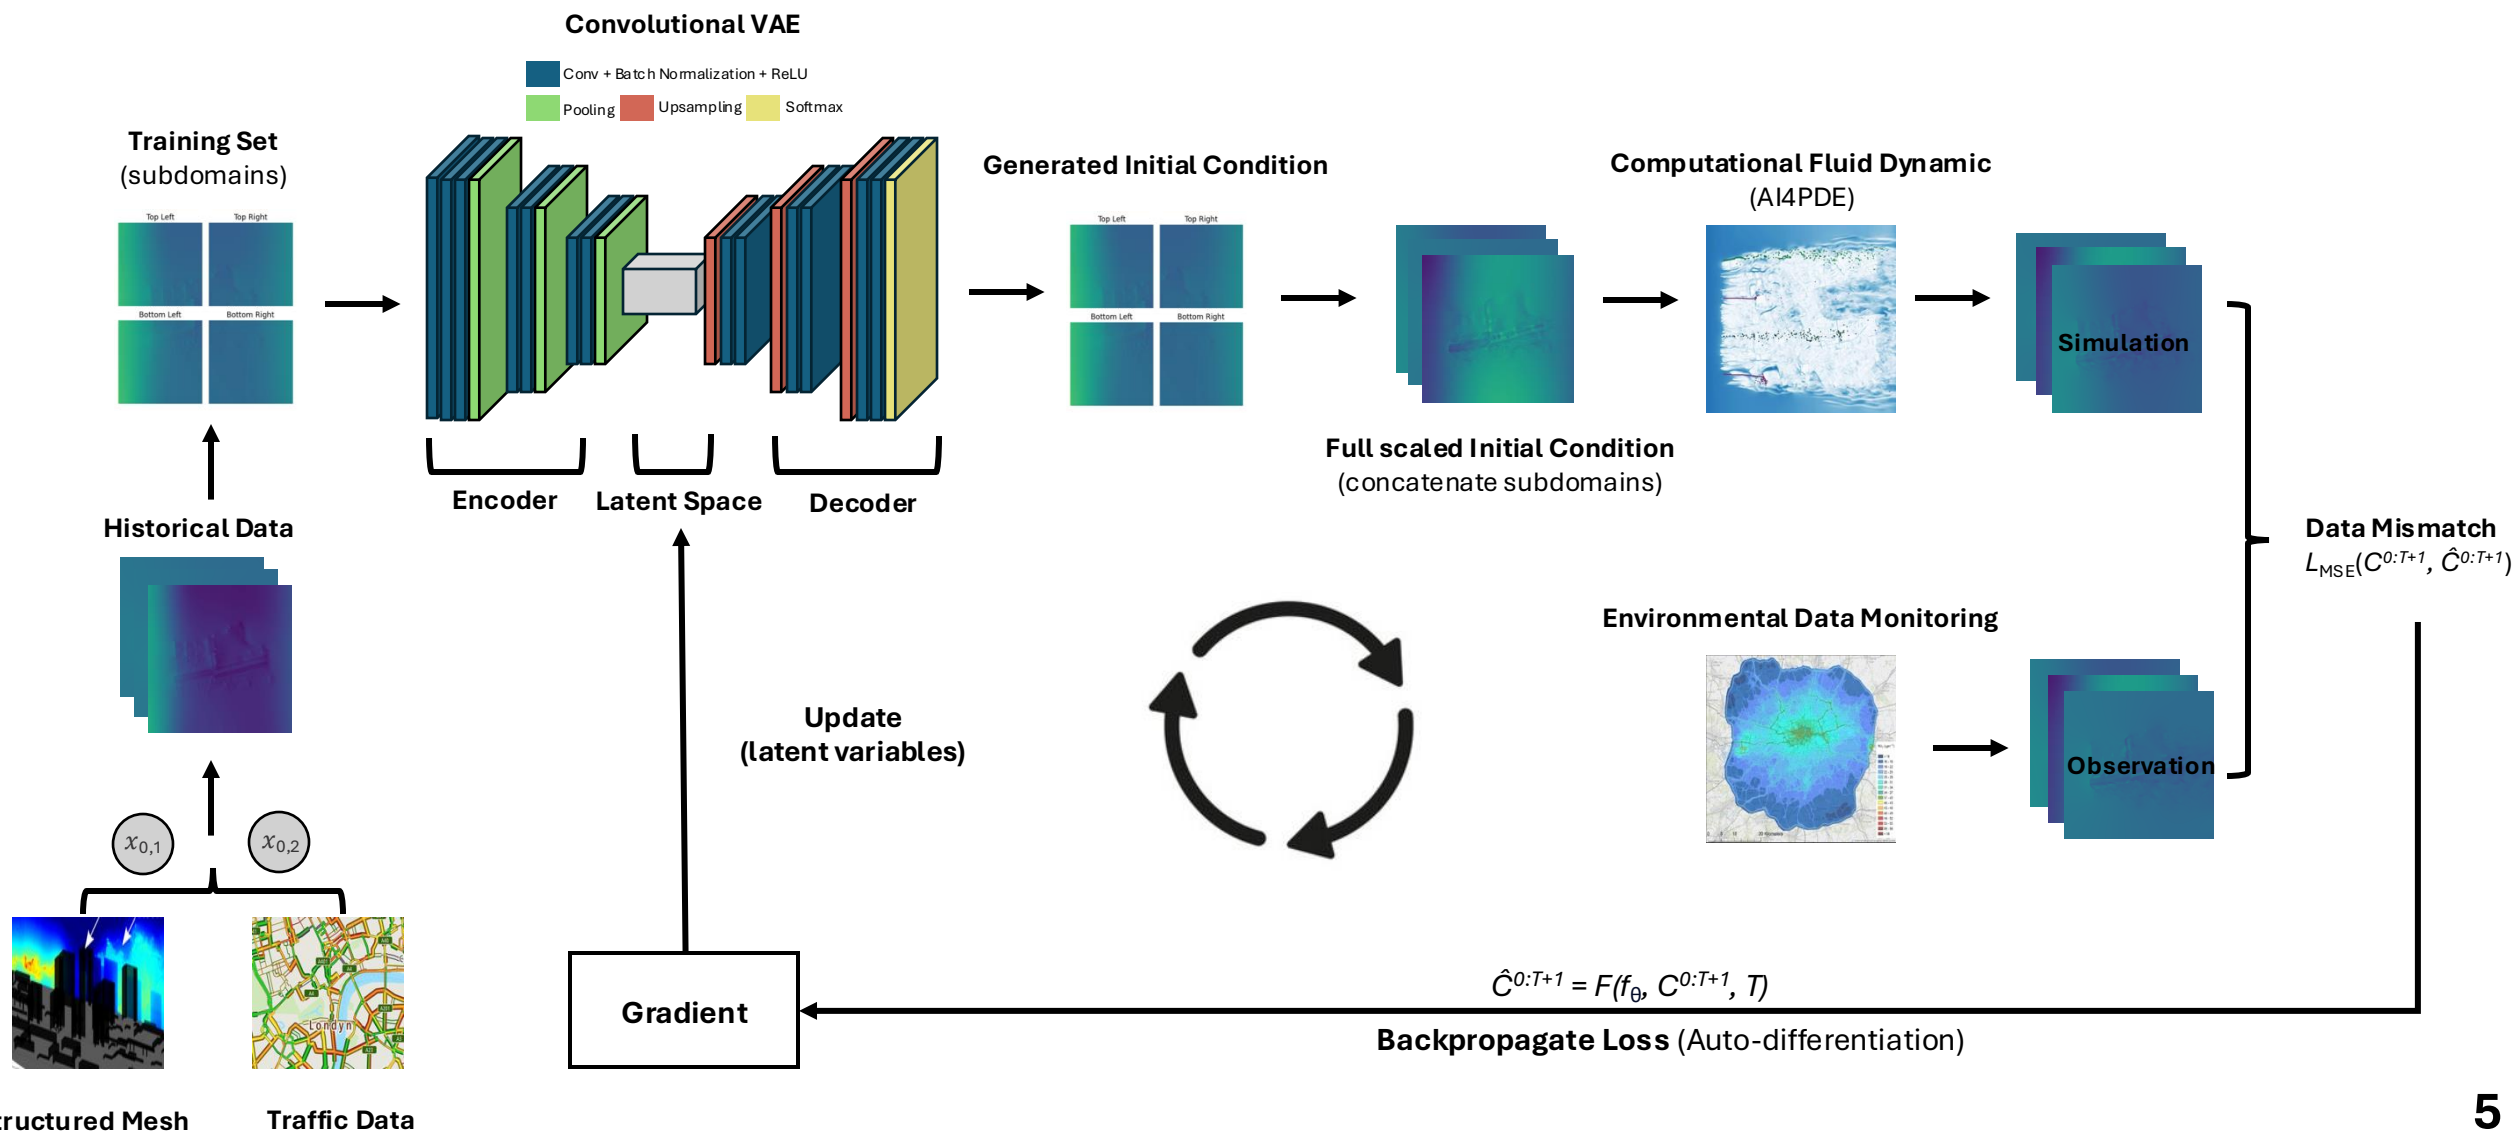 Convolutional VAE
Conv + Batch Normalization + ReLU
Pooling
Upsampling
Softmax
Training Set
(subdomains)
Top Left
Top Right
Bottom Left
Bottom Right
Generated Initial Condition
Top Left
Top Right
Bottom Left
Bottom Right
Computational Fluid Dynamic
(AI4PDE)
Simulation
Full scaled Initial Condition
(concatenate subdomains)
Encoder
Latent Space
Decoder
Historical Data
Data Mismatch
L_MSE(C^0:T+1, Ĉ^0:T+1)
Environmental Data Monitoring
Observation
Update
(latent variables)
x_0,1
x_0,2
Londyn
Gradient
Ĉ^0:T+1 = F(f_θ, C^0:T+1, T)
Backpropagate Loss (Auto-differentiation)
tructured Mesh
Traffic Data
5